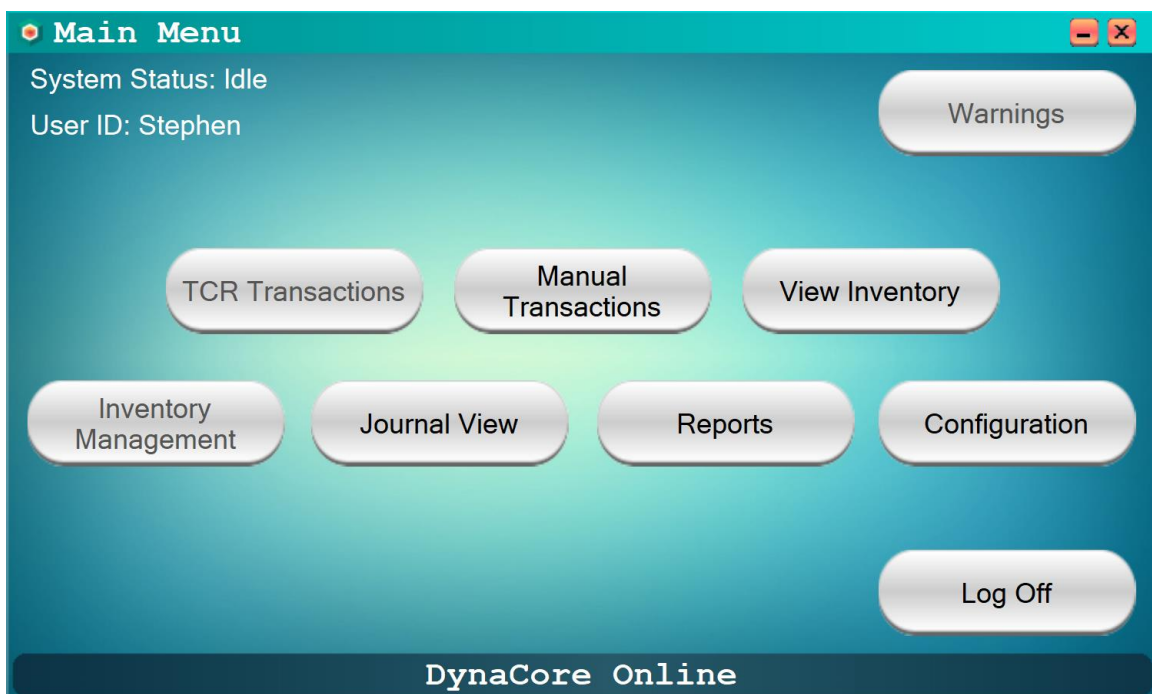 Main Menu
System Status: Idle
User ID: Stephen
Warnings
TCR Transactions
Manual
Transactions
View Inventory
Inventory
Management
Journal View
Reports
Configuration
Log Off
DynaCore Online